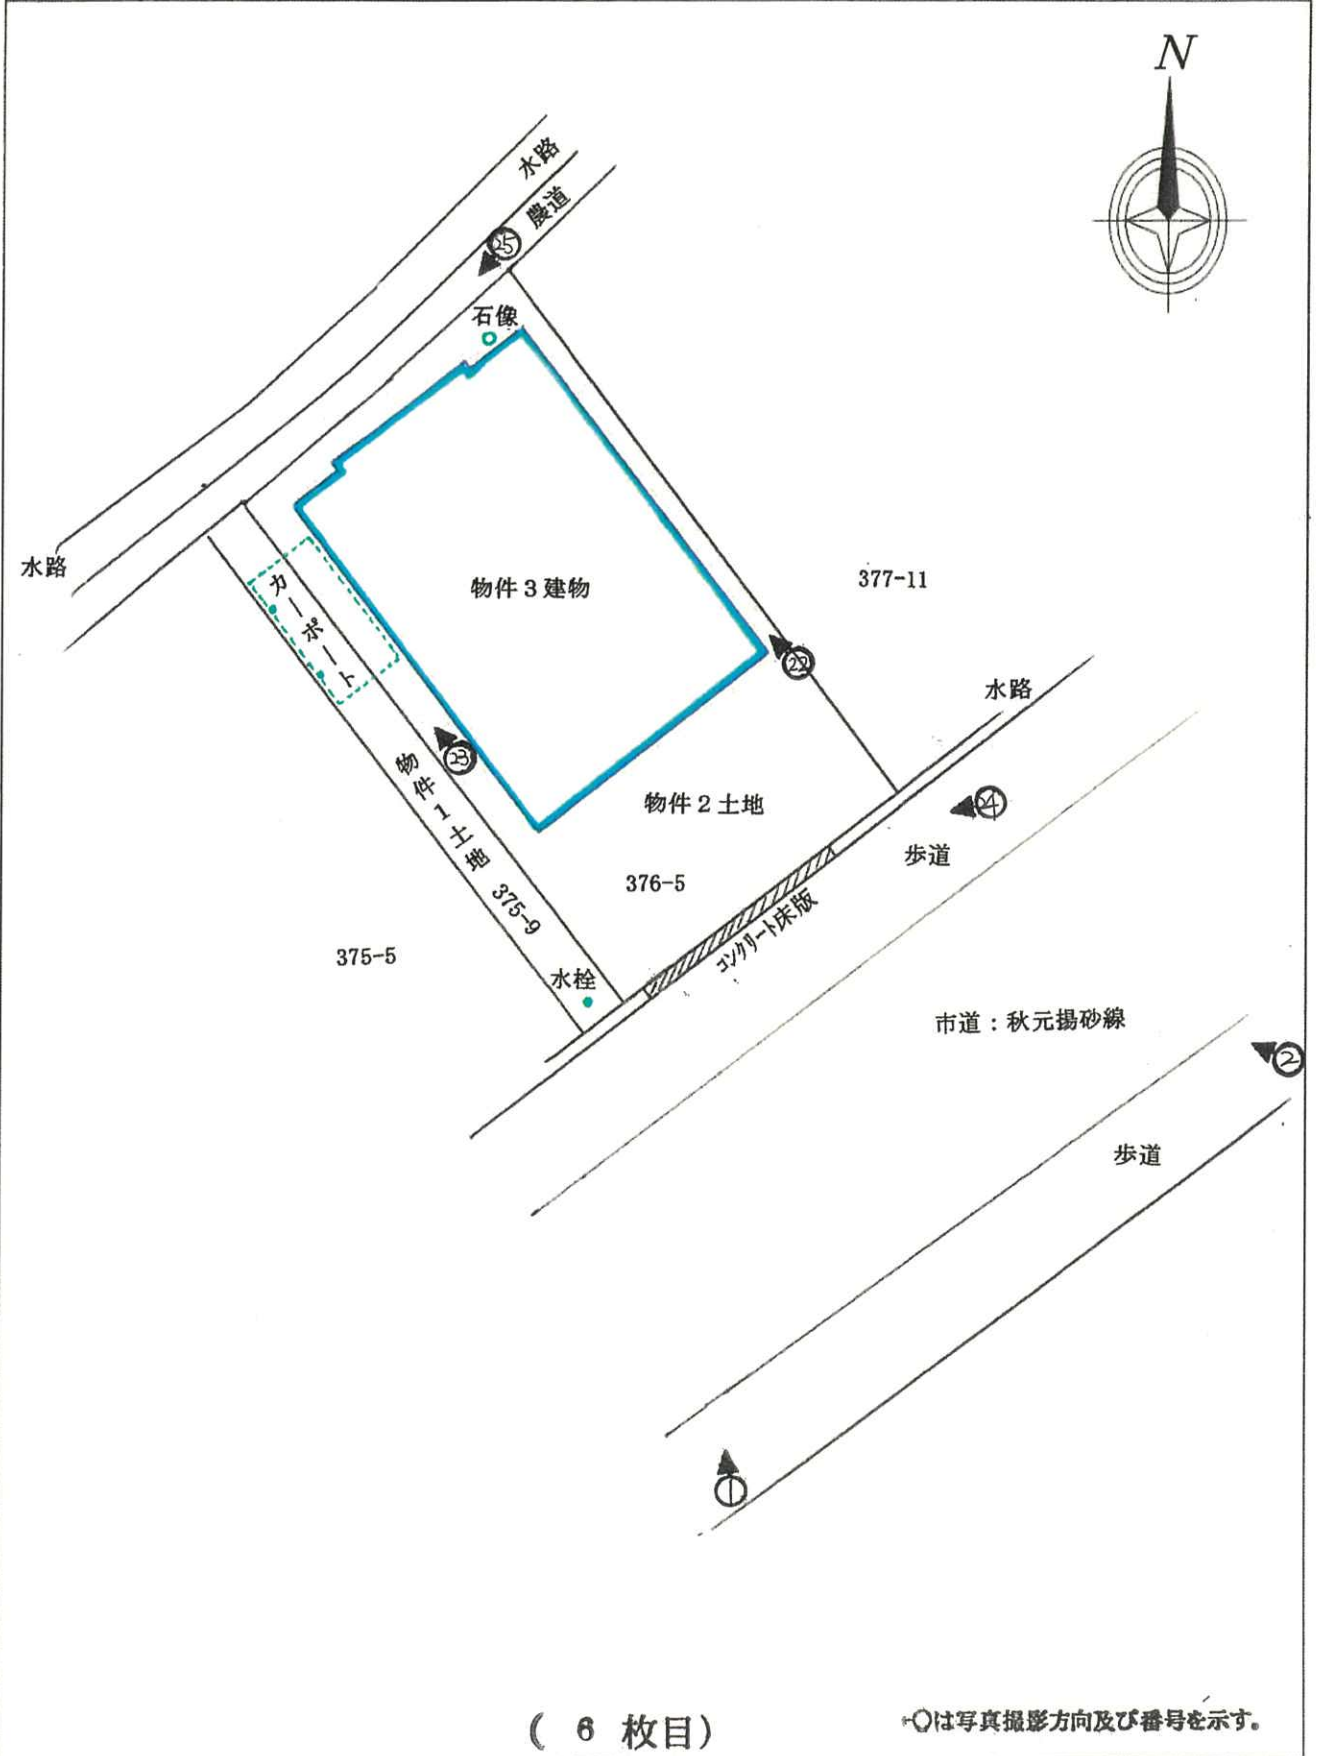 N
水路
農道
25
石像
水路
カーポート
物件3建物
377-11
22
水路
23
物件1土地 375-9
物件2土地
24
歩道
376-5
コンクリート床版
375-5
水栓
市道：秋元揚砂線
2
歩道
1
(6 枚目)
←○は写真撮影方向及び番号を示す。